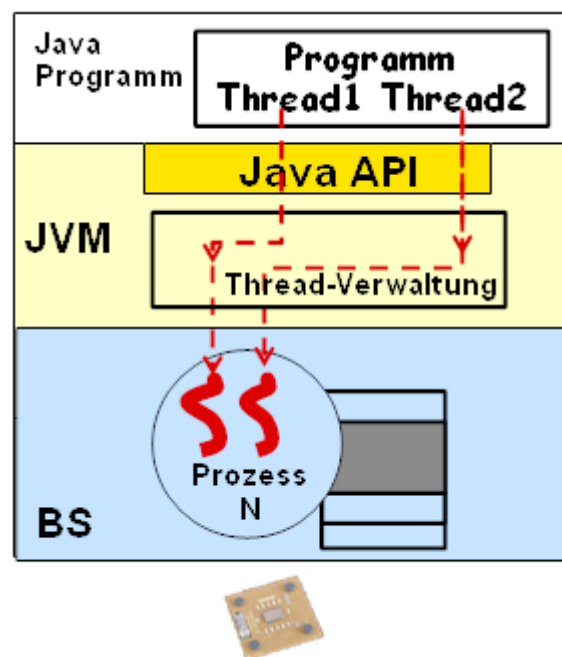 Java
Programm
Programm
Thread1 Thread2
Java API
JVM
Thread-Verwaltung
Prozess
N
BS